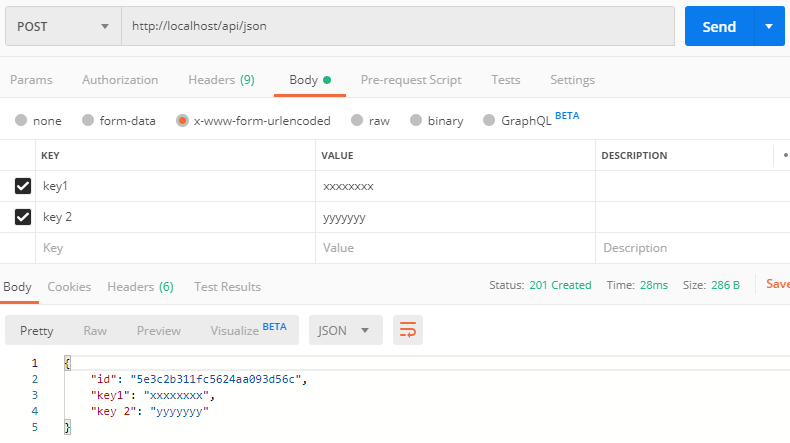 POST http://localhost/api/json Send
Params Authorization Headers (9) Body Pre-request Script Tests Settings
none form-data x-www-form-urlencoded raw binary GraphQL BETA
KEY VALUE DESCRIPTION
key1 xxxxxxxx
key 2 yyyyyyy
Key Value Description
Body Cookies Headers (6) Test Results Status: 201 Created Time: 28ms Size: 286 B Save
Pretty Raw Preview Visualize BETA JSON
1 {
2 "id": "5e3c2b311fc5624aa093d56c",
3 "key1": "xxxxxxxx",
4 "key 2": "yyyyyyy"
5 }